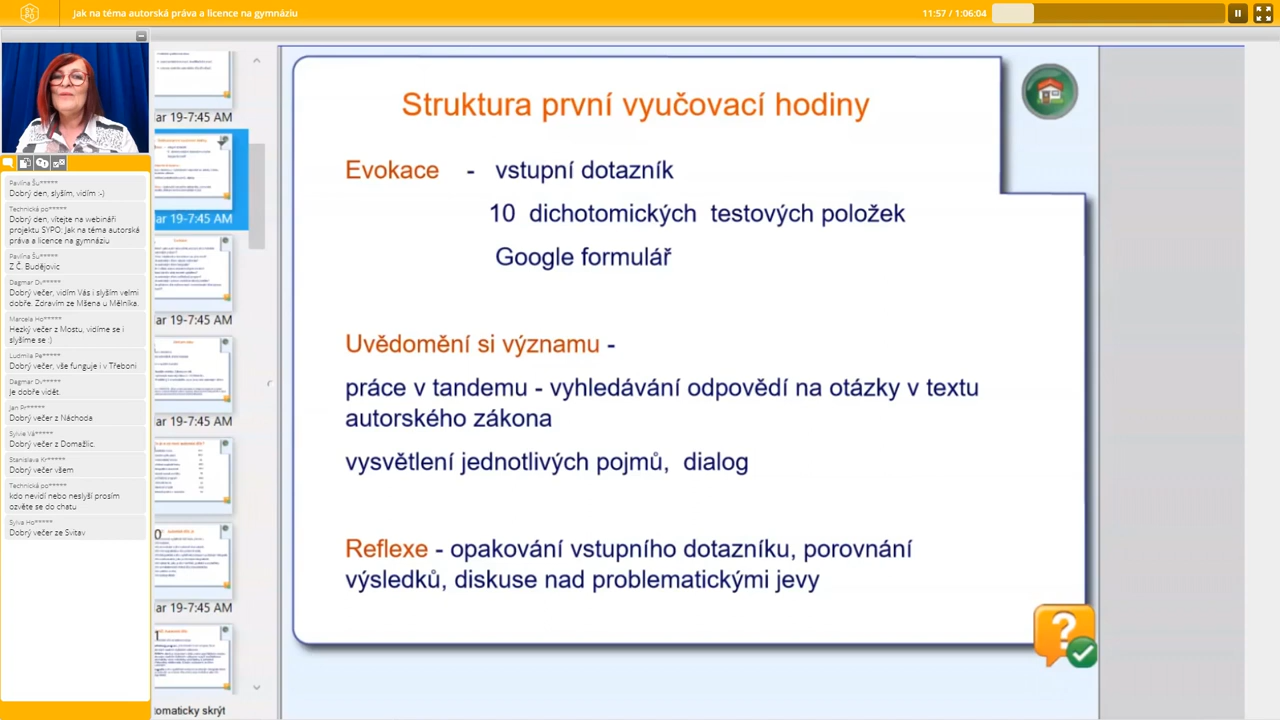 Jak na téma autorská práva a licence na gymnáziu
11:57 / 1:06:04
Pavlína Šu*****
Dobrý den, slyším, vidím :-)
Technická po*****
Dobrý den, vítejte na webináři
projektu SYPO: Jak na téma autorská
práva a licence na gymnáziu
Pavlína Šu*****
Z Č. Budějovic
Dagmar Dv*****
Dobrý večer, vidím Vás i slyším velmi
dobře. Zdravím ze Mšena u Mělníka.
Marcela Ho*****
Hezký večer z Mostu, vidíme se i
slyšíme se :)
Ludmila Pe*****
Dobrý večer, vše funguje i v Třeboni
Dagmar Dv*****
Je dobře vidět.
Jan Pr*****
Dobrý večer z Náchoda
Sylva Vá*****
Dobrý večer z Domažlic.
Stanislava Kr*****
Dobrý večer všem
Technická po*****
kdo nevidí nebo neslyší prosím
ozvěte se do chatu
Sylva Ho*****
Dobrý večer ze Svitav
ar 19-7:45 AM
ar 19-7:45 AM
ar 19-7:45 AM
ar 19-7:45 AM
ar 19-7:45 AM
omaticky skrýt
Struktura první vyučovací hodiny
Evokace - vstupní dotazník
10 dichotomických testových položek
Google formulář
Uvědomění si významu -
práce v tandemu - vyhledávání odpovědí na otázky v textu
autorského zákona
vysvětlení jednotlivých pojmů, dialog
Reflexe - opakování vstupního dotazníku, porovnání
výsledků, diskuse nad problematickými jevy